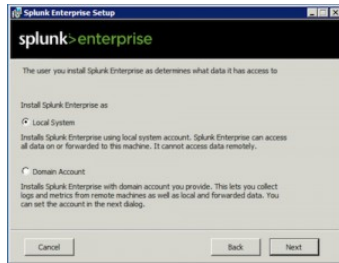 Splunk Enterprise Setup
splunk>enterprise
The user you install Splunk Enterprise as determines what data it has access to
Install Splunk Enterprise as
Local System
Installs Splunk Enterprise using local system account. Splunk Enterprise can access
all data on or forwarded to this machine. It cannot access data remotely.
Domain Account
Installs Splunk Enterprise with domain account you provide. This lets you collect
logs and metrics from remote machines as well as local and forwarded data. You
can set the account in the next dialog.
Cancel
Back
Next